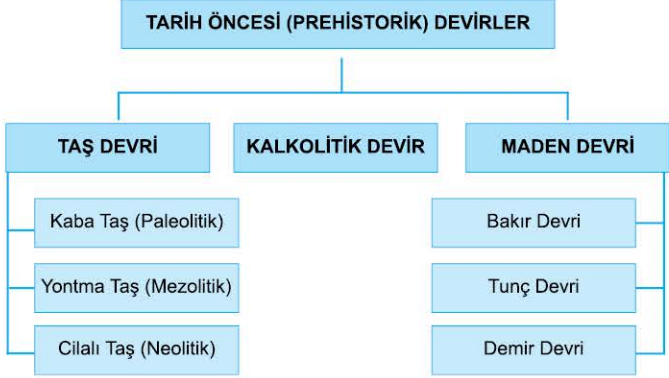 TARİH ÖNCESİ (PREHİSTORİK) DEVİRLER
TAŞ DEVRİ
KALKOLİTİK DEVİR
MADEN DEVRİ
Kaba Taş (Paleolitik)
Bakır Devri
Yontma Taş (Mezolitik)
Tunç Devri
Cilalı Taş (Neolitik)
Demir Devri